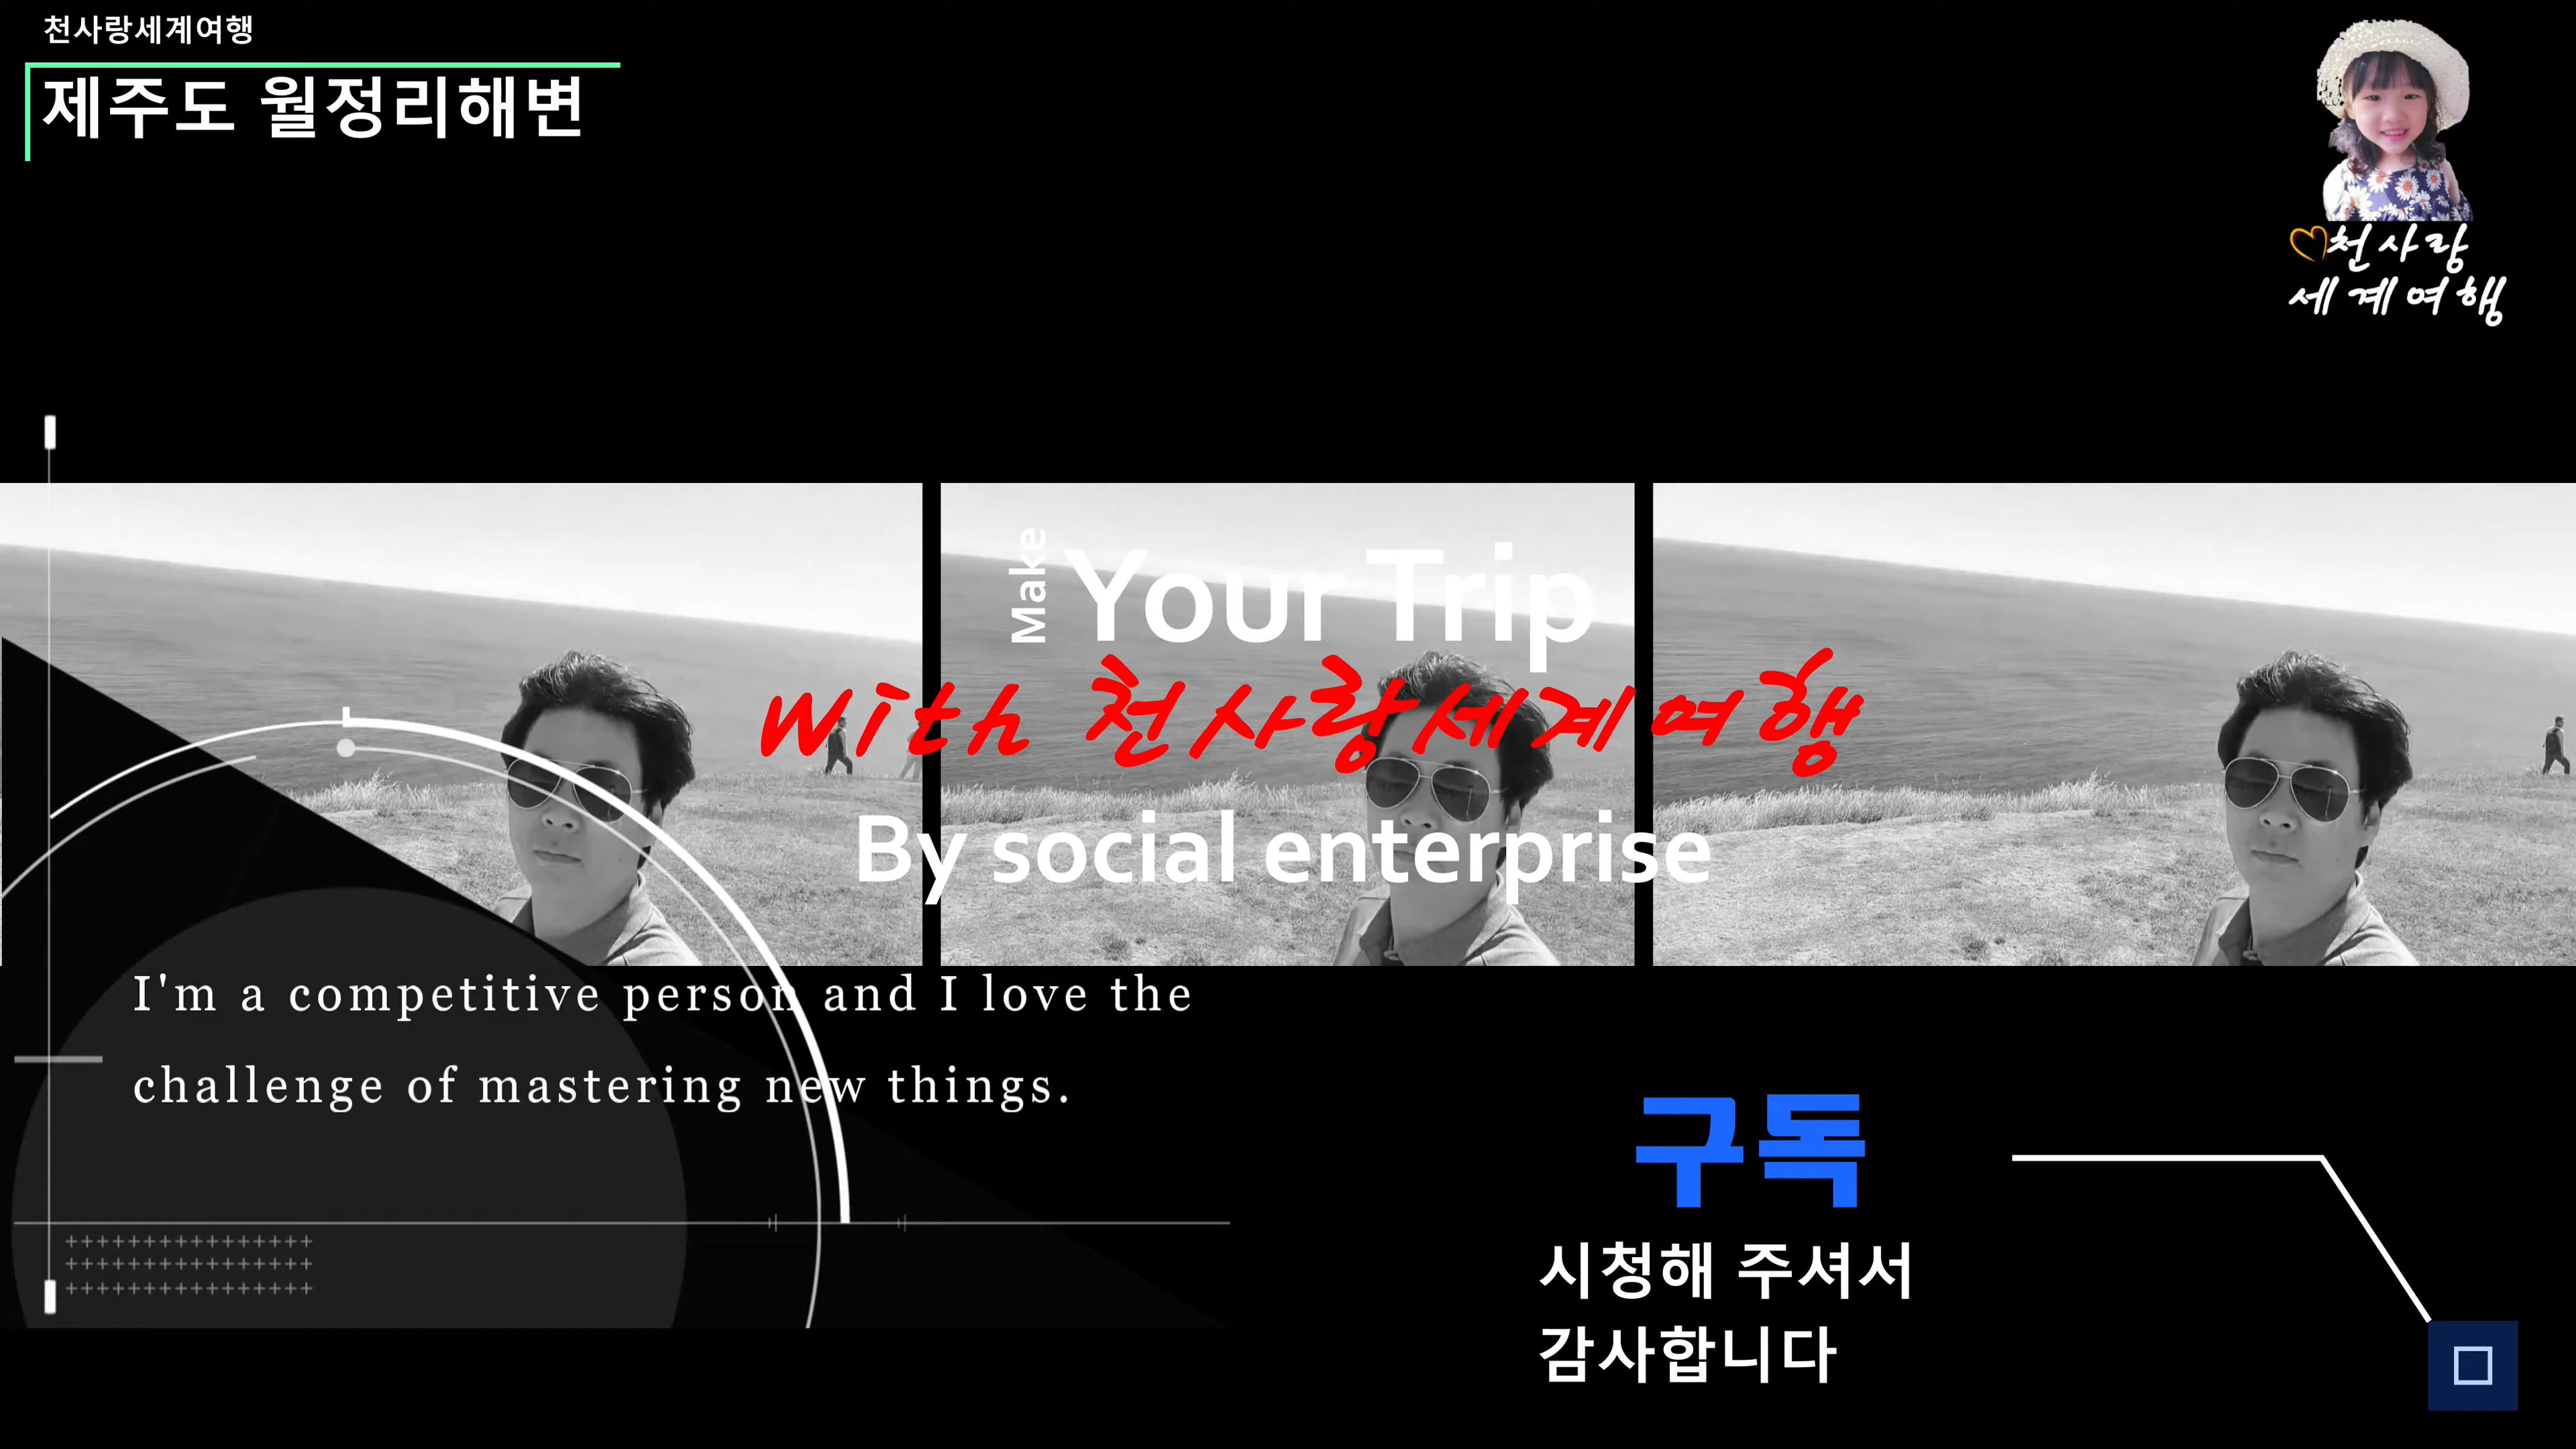 천사랑세계여행
제주도 월정리해변
천사랑
세계여행
Make
Your Trip
With 천사랑세계여행
By social enterprise
I'm a competitive person and I love the
challenge of mastering new things.
구독
시청해 주셔서
감사합니다